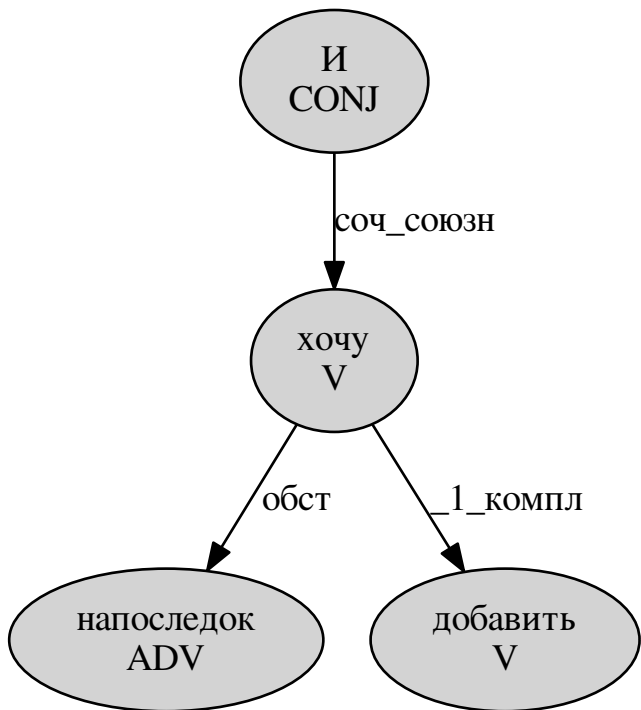 И
CONJ
соч_союзн
хочу
V
обст
_1_компл
напоследок
ADV
добавить
V